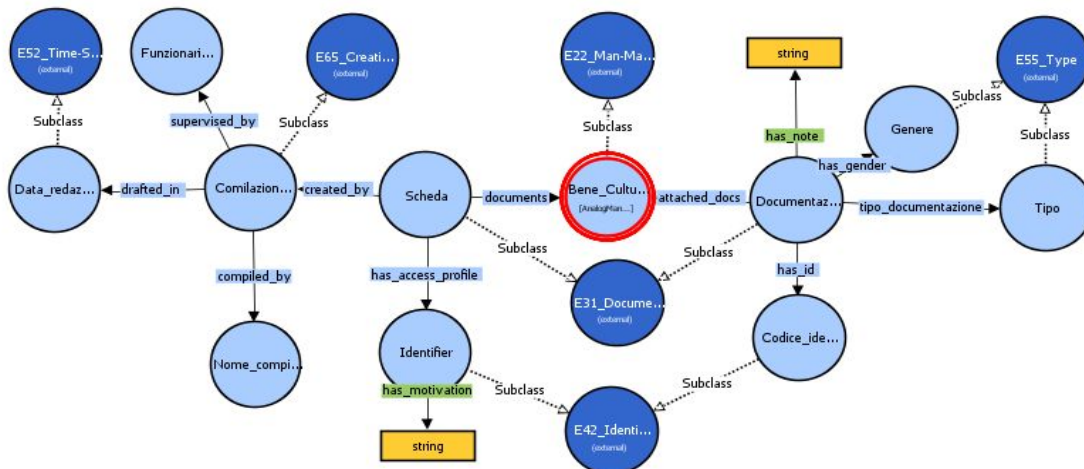 E52_Time-S...
(external)
Funzionari...
E65_Creati...
(external)
E22_Man-Ma...
(external)
string
E55_Type
(external)
Subclass
supervised_by
Subclass
Subclass
has_note
Genere
Subclass
Subclass
has_gender
Data_redaz...
drafted_in
Comilazion...
created_by
Scheda
documents
Bene_Cultu...
[AnalogMan...]
attached_docs
Documentaz...
tipo_documentazione
Tipo
Subclass
Subclass
compiled_by
has_access_profile
has_id
E31_Docume...
(external)
Nome_compi...
Identifier
Codice_ide...
has_motivation
Subclass
Subclass
string
E42_Identi...
(external)